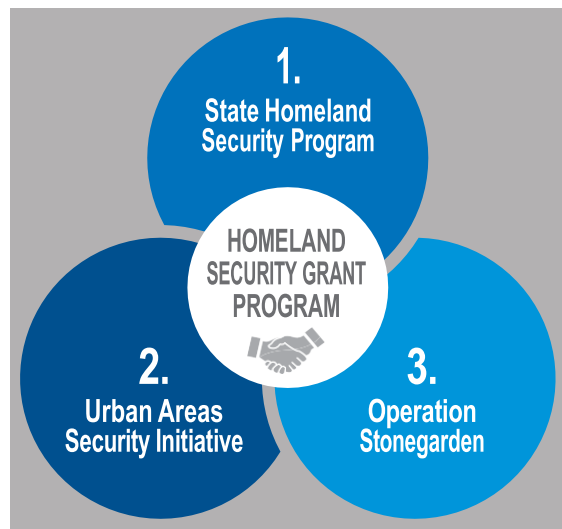 1.
State Homeland
Security Program
HOMELAND
SECURITY GRANT
PROGRAM
2.
Urban Areas
Security Initiative
3.
Operation
Stonegarden